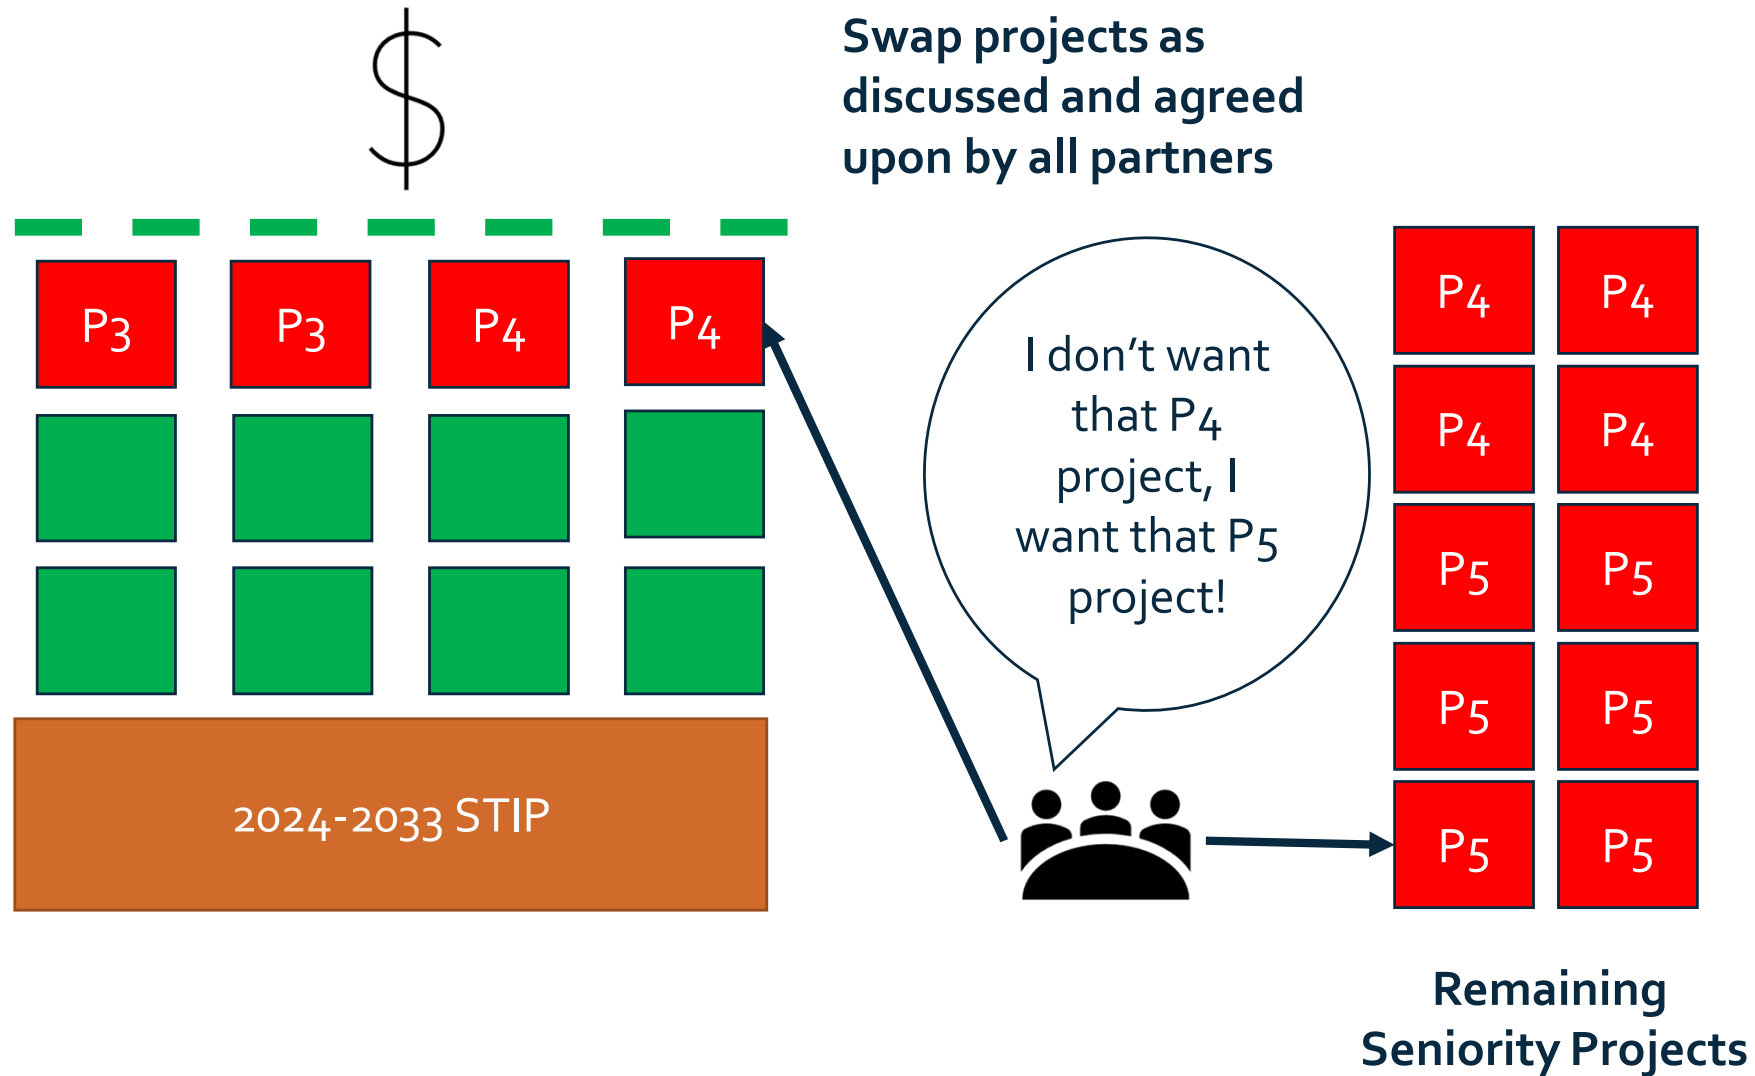 $
Swap projects as
discussed and agreed
upon by all partners
P3 P3 P4 P4
2024-2033 STIP
I don’t want
that P4
project, I
want that P5
project!
P4 P4
P4 P4
P5 P5
P5 P5
P5 P5
Remaining
Seniority Projects